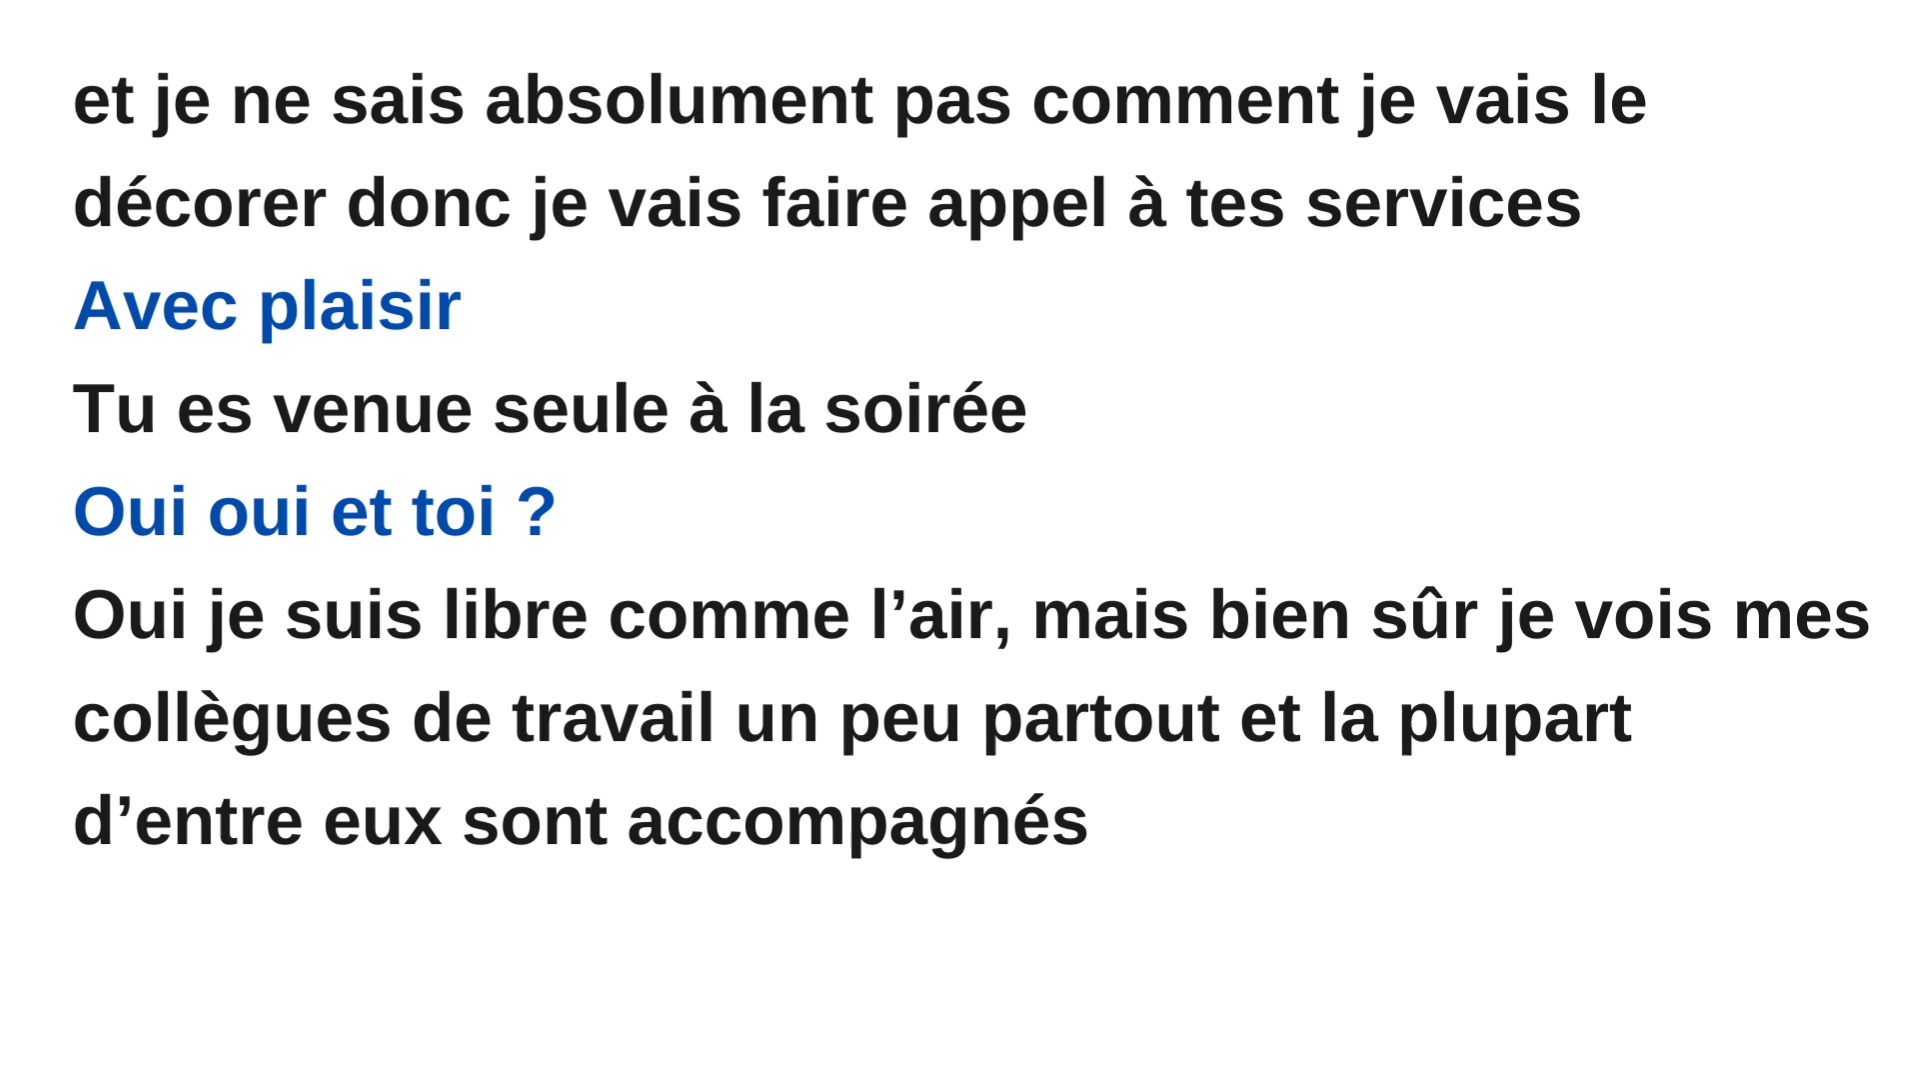 et je ne sais absolument pas comment je vais le
décorer donc je vais faire appel à tes services
Avec plaisir
Tu es venue seule à la soirée
Oui oui et toi ?
Oui je suis libre comme l’air, mais bien sûr je vois mes
collègues de travail un peu partout et la plupart
d’entre eux sont accompagnés